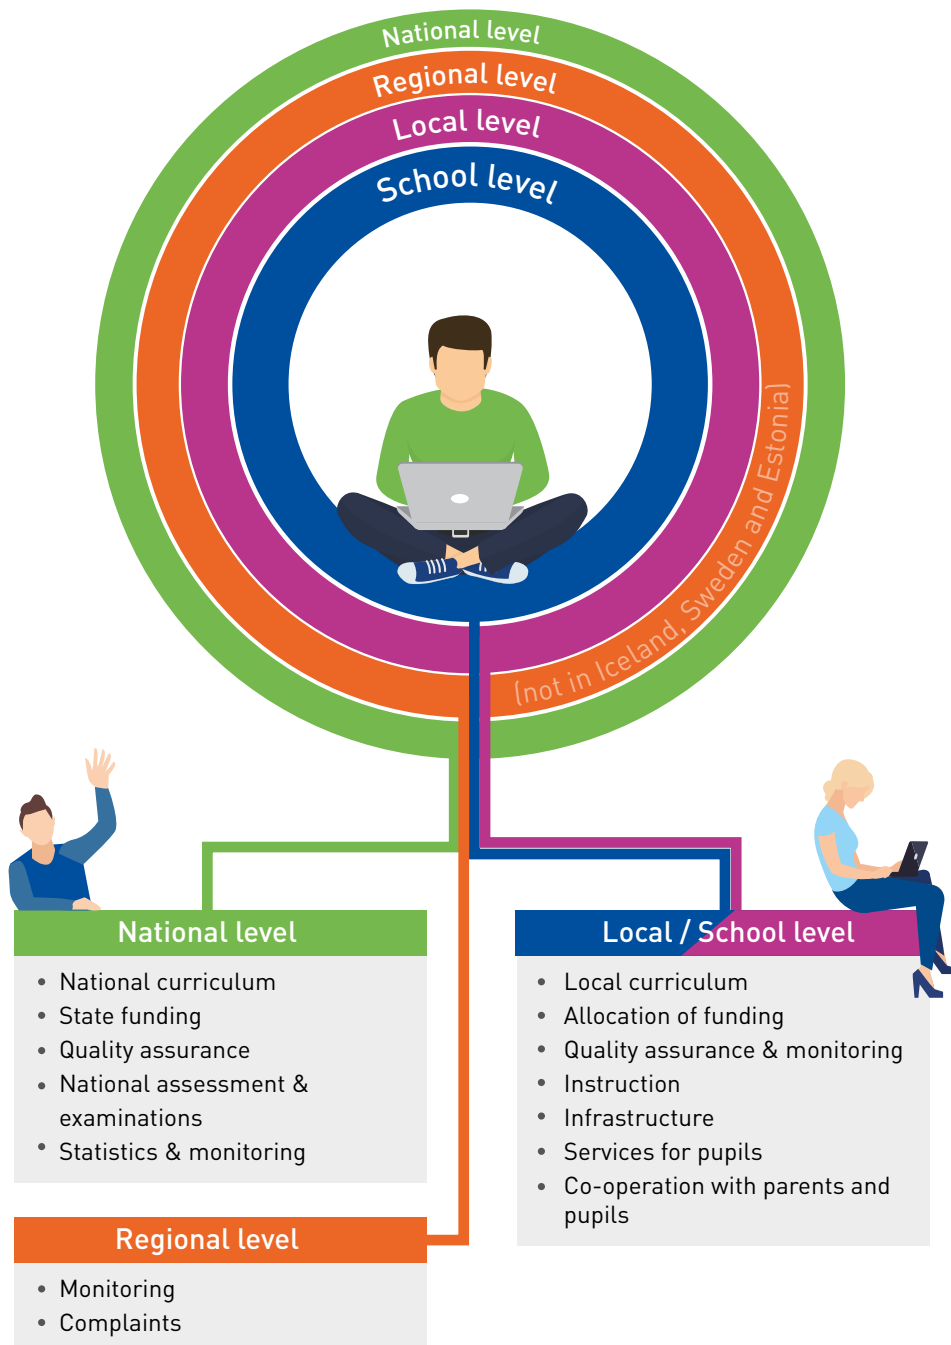 National level
Regional level
Local level
School level
(not in Iceland, Sweden and Estonia)
National level
• National curriculum
• State funding
• Quality assurance
• National assessment &
examinations
• Statistics & monitoring
Regional level
• Monitoring
• Complaints
Local / School level
• Local curriculum
• Allocation of funding
• Quality assurance & monitoring
• Instruction
• Infrastructure
• Services for pupils
• Co-operation with parents and
pupils